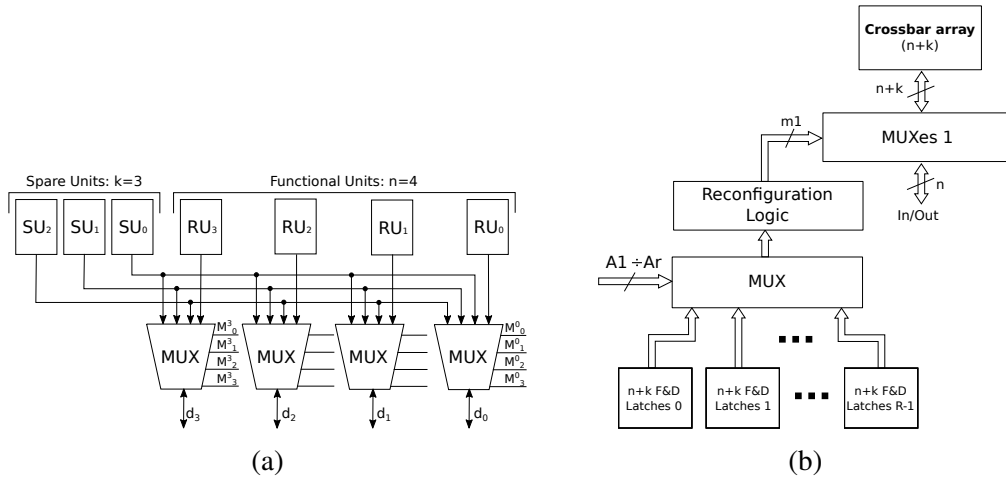 Spare Units: k=3
Functional Units: n=4
SU₂
SU₁
SU₀
RU₃
RU₂
RU₁
RU₀
MUX
M³₀
M³₁
M³₂
M³₃
MUX
MUX
MUX
M⁰₀
M⁰₁
M⁰₂
M⁰₃
d₃
d₂
d₁
d₀
(a)
Crossbar array
(n+k)
n+k
m1
MUXes 1
n
In/Out
Reconfiguration
Logic
A1 ÷Ar
MUX
n+k F&D
Latches 0
n+k F&D
Latches 1
n+k F&D
Latches R-1
(b)